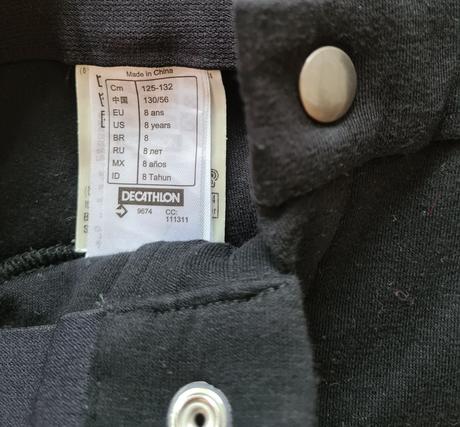 Made in China
Cm 125-132
中国 130/56
EU 8 ans
US 8 years
BR 8
RU 8 лет
MX 8 años
ID 8 Tahun
DECATHLON
9674 CC:
111311